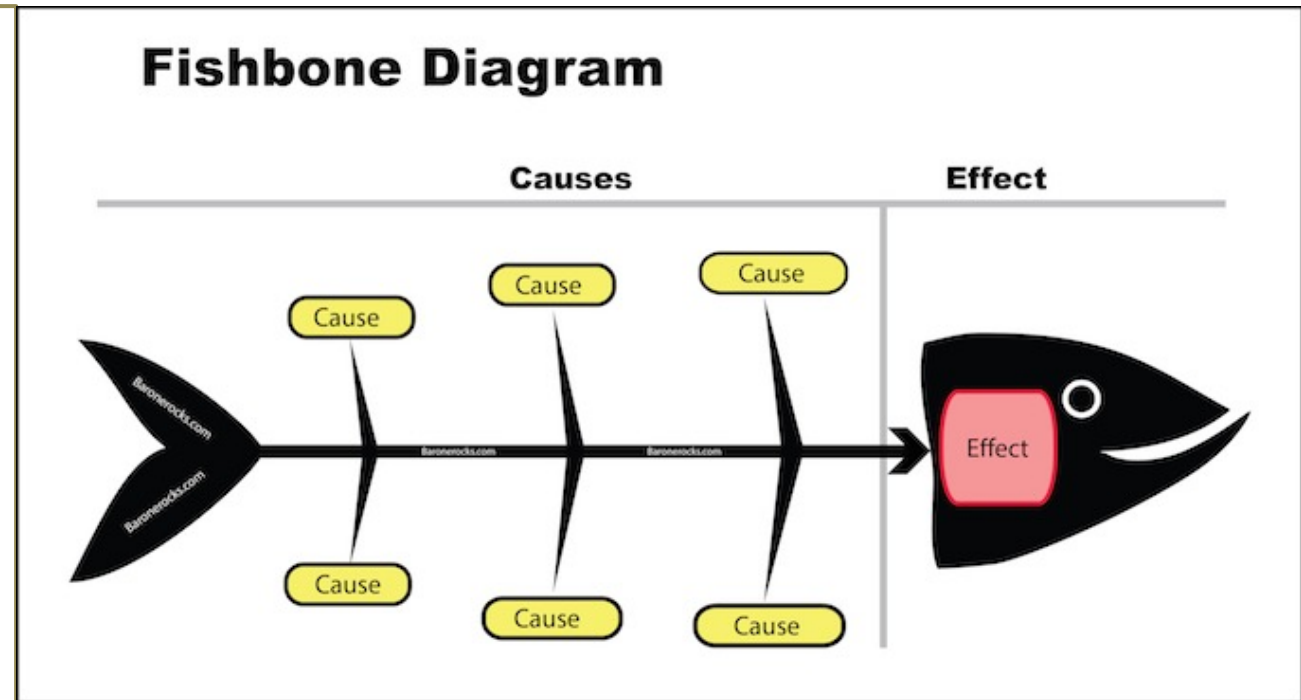 Fishbone Diagram
Causes
Effect
Cause
Cause
Cause
Baronerocks.com
Baronerocks.com
Baronerocks.com
Baronerocks.com
Effect
Cause
Cause
Cause